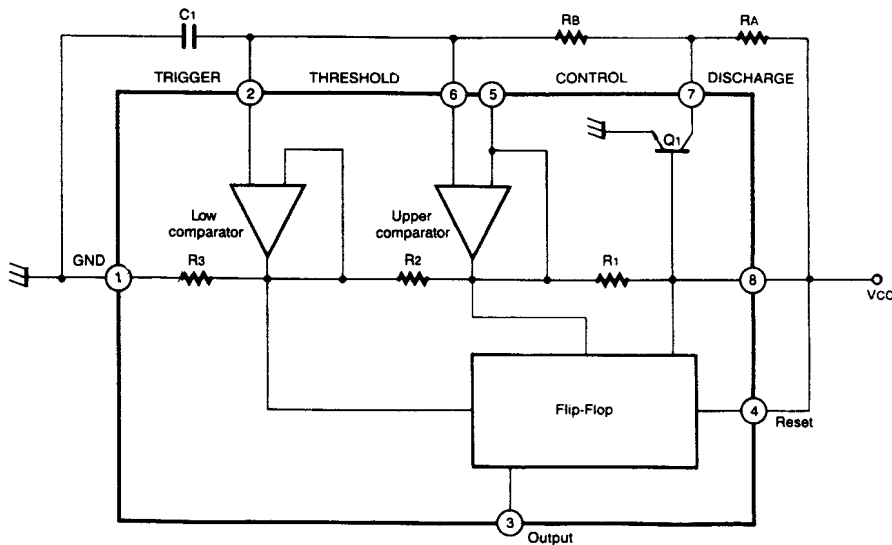 C1
RB
RA
TRIGGER
THRESHOLD
CONTROL
DISCHARGE
2
6
5
7
Q1
Low
comparator
Upper
comparator
GND
1
R3
R2
R1
8
VCC
Flip-Flop
4
Reset
3
Output